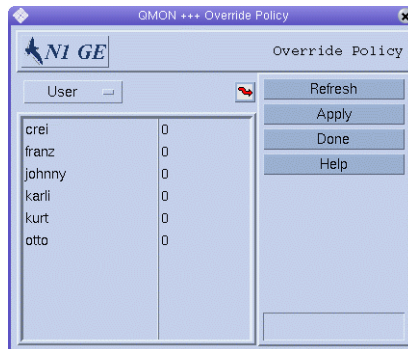 QMON +++ Override Policy
N1 GE
Override Policy
User
Refresh
Apply
Done
Help
crei 0
franz 0
johnny 0
karli 0
kurt 0
otto 0